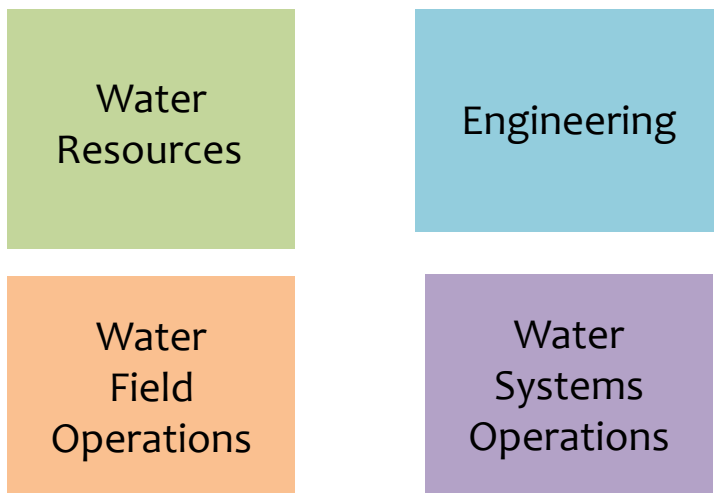 Water
Resources
Engineering
Water
Field
Operations
Water
Systems
Operations